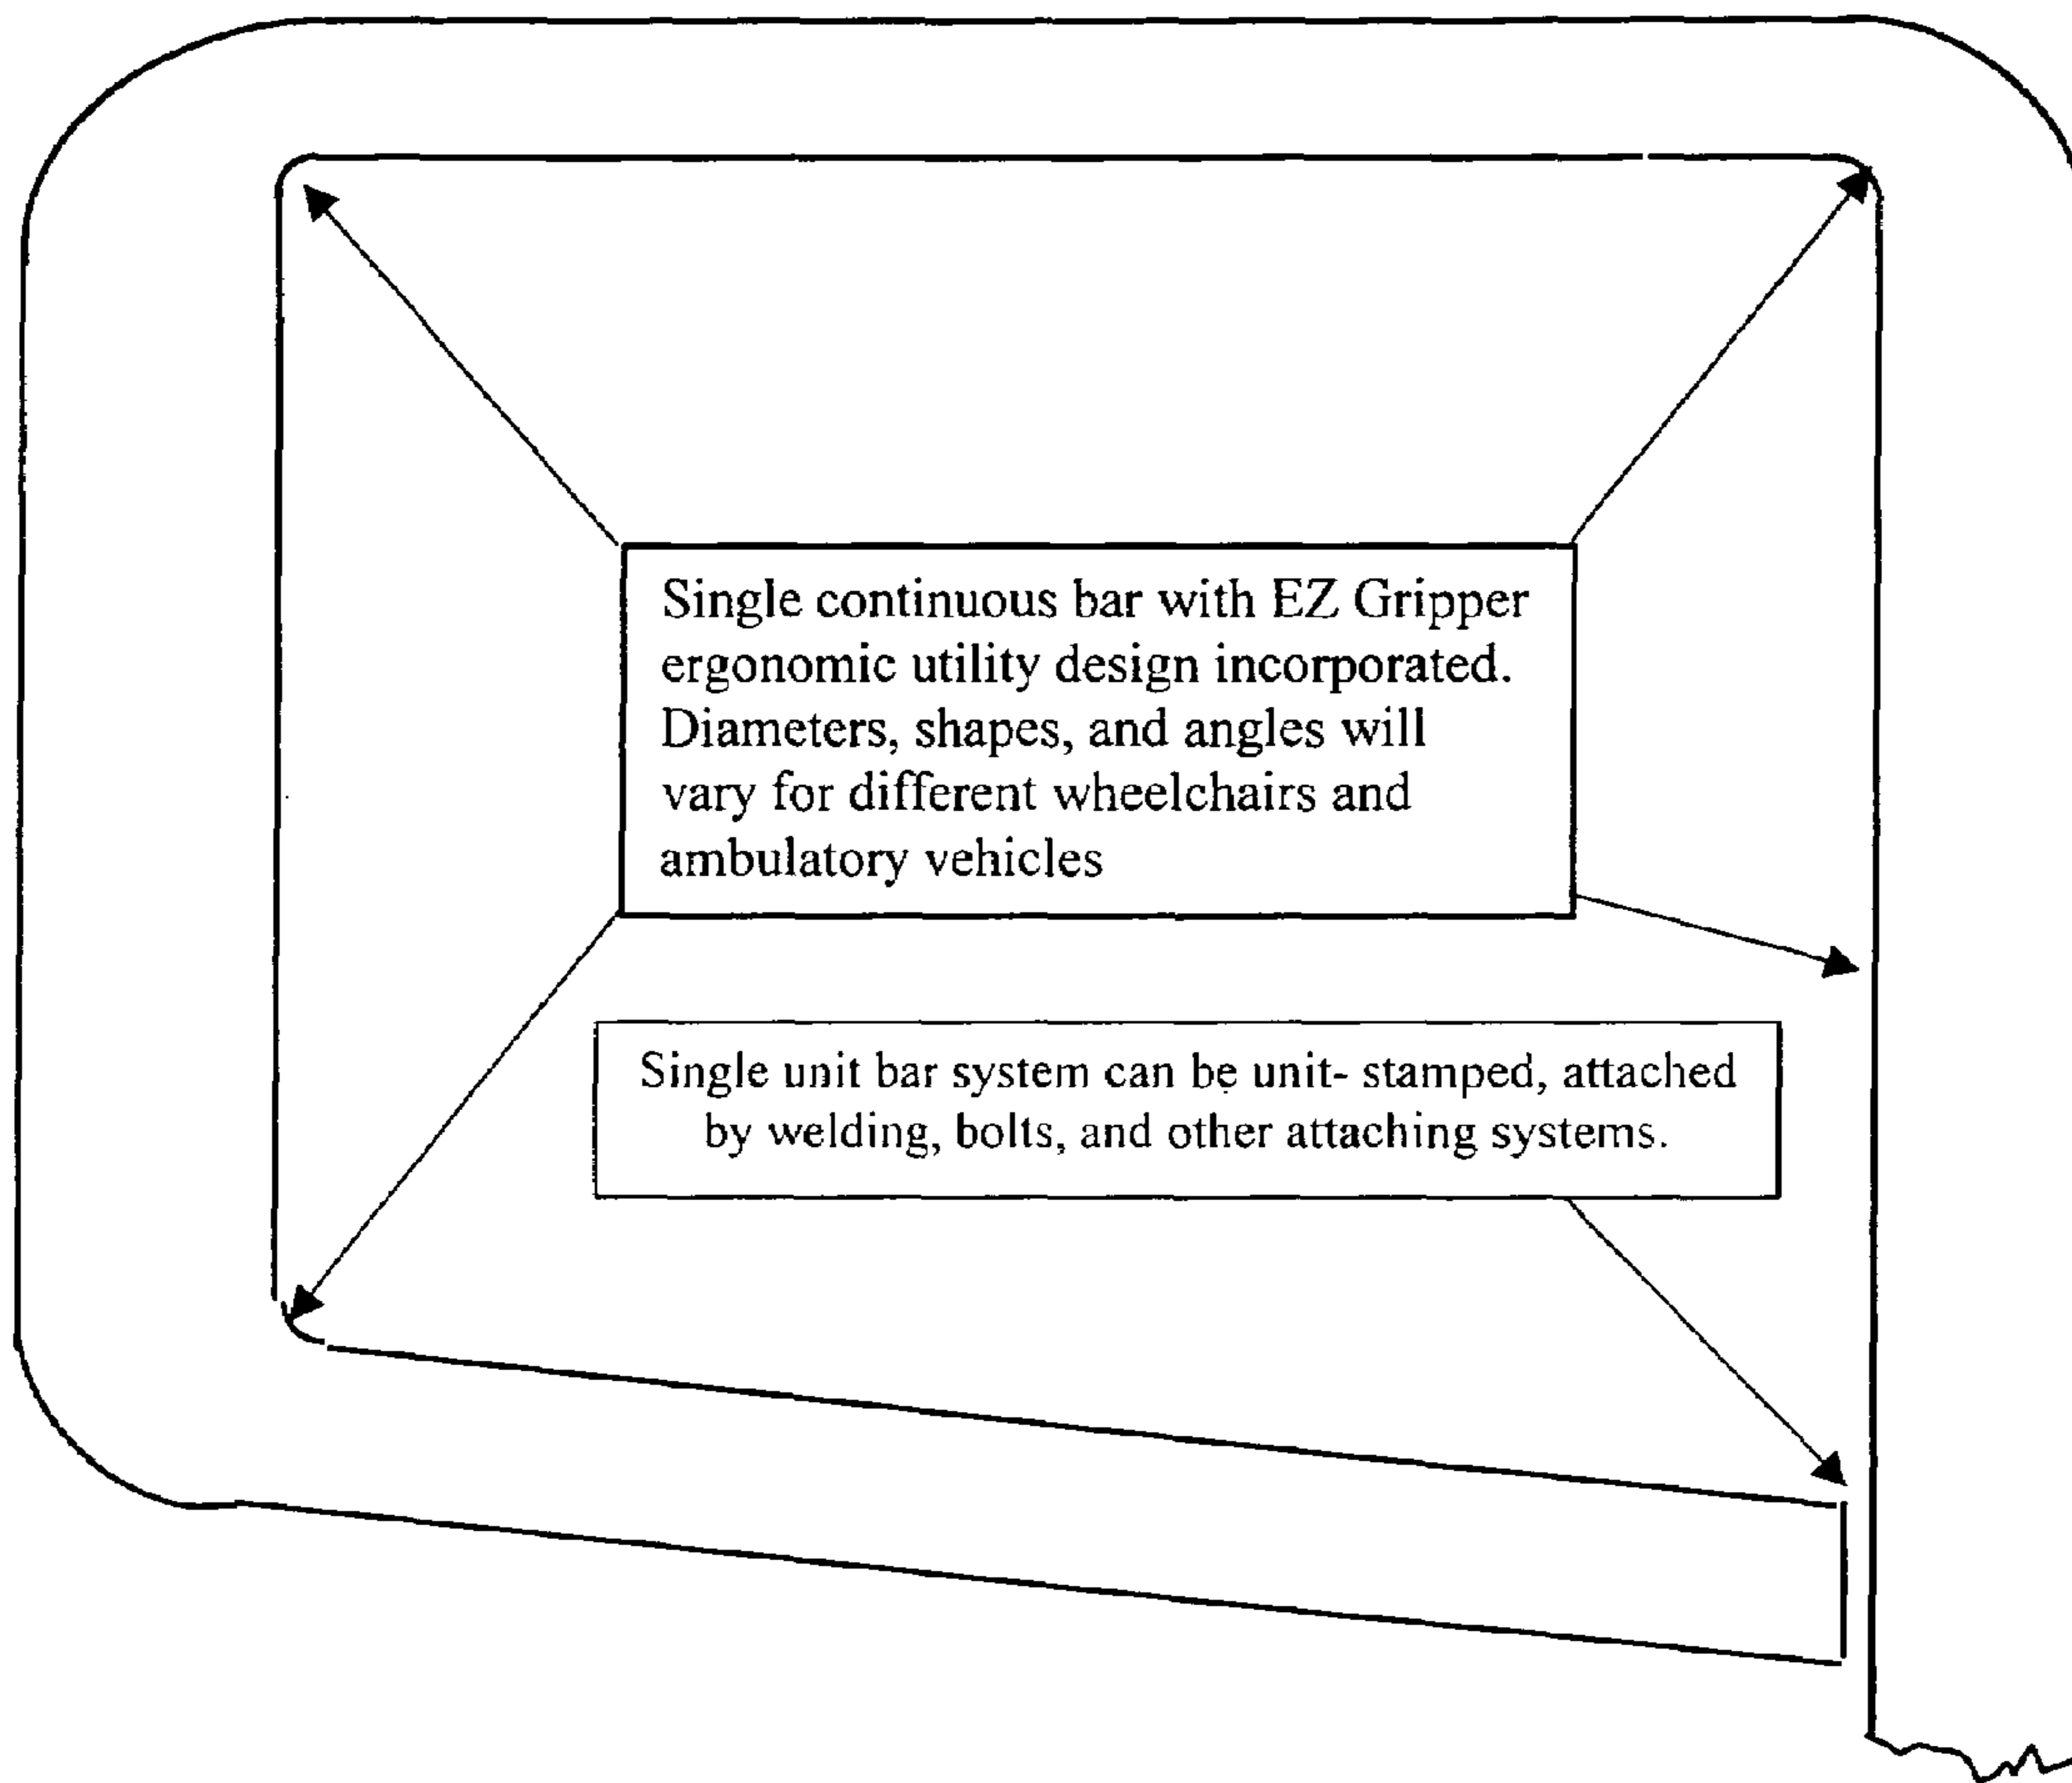 Single continuous bar with EZ Gripper
ergonomic utility design incorporated.
Diameters, shapes, and angles will
vary for different wheelchairs and
ambulatory vehicles
Single unit bar system can be unit- stamped, attached
by welding, bolts, and other attaching systems.